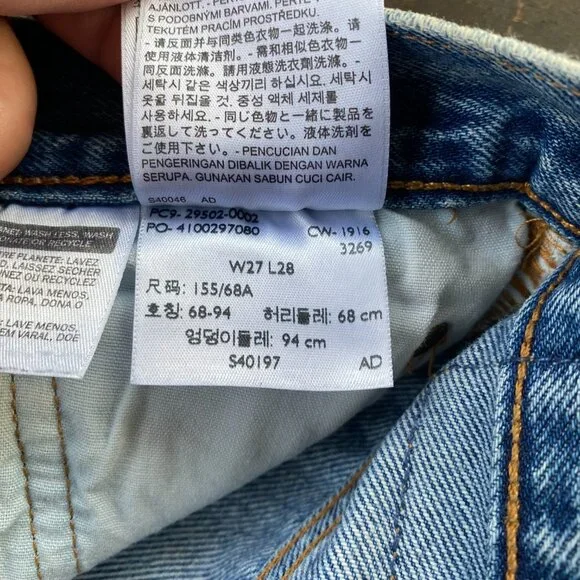 AJÁNLOTT.
S PODOBNÝMI BARVAMI.
TEKUTÉM PRACÍM PROSTŘEDKU.
- 请反面并与同类色衣物一起洗涤。请
使用液体清洁剂。- 需和相似色衣物一
同反面洗滌。請用液態洗衣劑洗滌。-
세탁시 같은 색상끼리 하십시오. 세탁시
옷을 뒤집을 것. 중성 액체 세제를
사용하십시오. - 同じ色物と一緒に製品を
裏返して洗ってください。液体洗剤をご
使用下さい。- PENCUCIAN DAN
PENGERINGAN DIBALIK DENGAN WARNA
SERUPA. GUNAKAN SABUN CUCI CAIR.
S40046 AD
PC9- 29502-0002
PO- 4100297080 CW- 1916
3269
W27 L28
尺码: 155/68A
호칭: 68-94 허리둘레: 68 cm
엉덩이둘레: 94 cm
S40197 AD
WASH LESS, WASH
DONATE OR RECYCLE
PLANETE: LAVEZ
LAISSEZ SECHER
LAVA MENOS,
ROPA, DONA O
LAVE MENOS,
EM VARAL, DOE